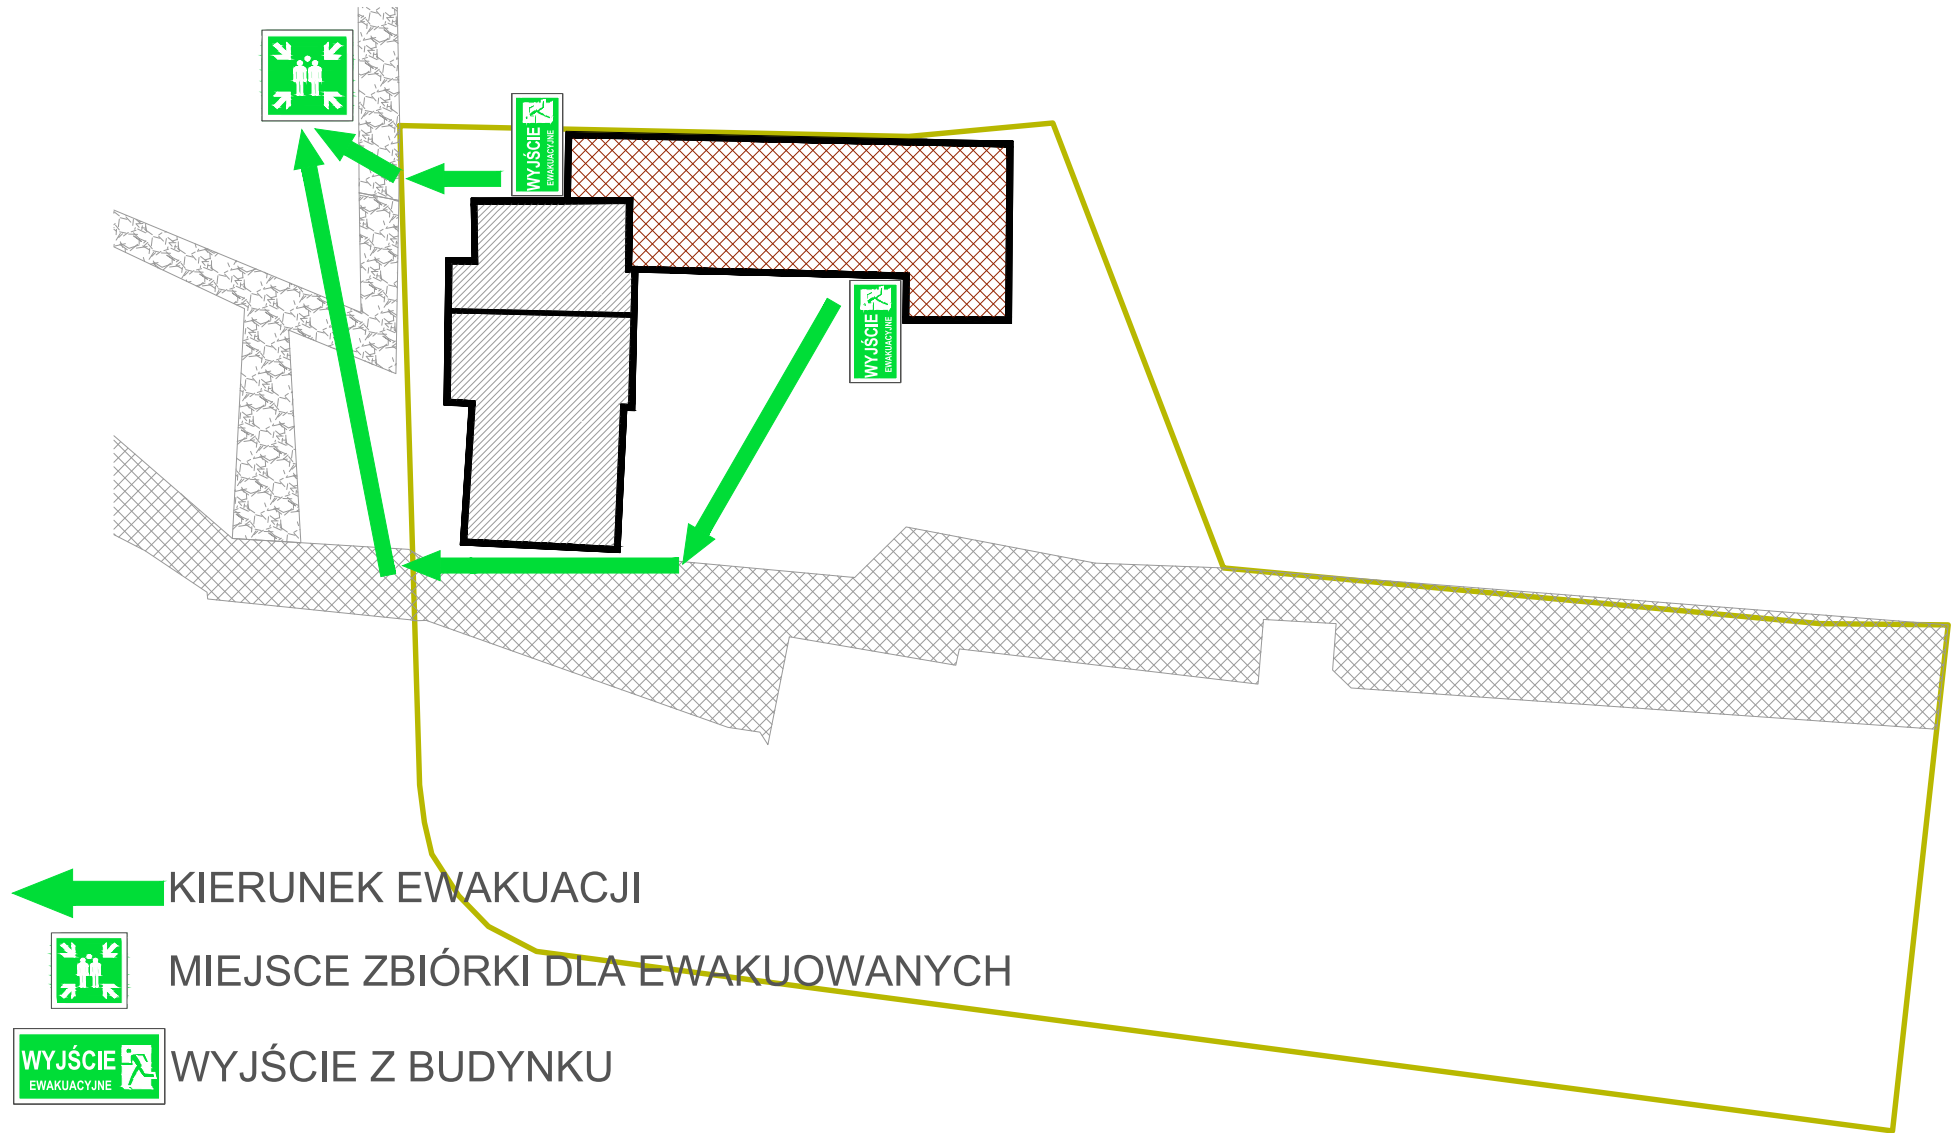 WYJŚCIE
EWAKUACYJNE
WYJŚCIE
EWAKUACYJNE
KIERUNEK EWAKUACJI
MIEJSCE ZBIÓRKI DLA EWAKUOWANYCH
WYJŚCIE
EWAKUACYJNE
WYJŚCIE Z BUDYNKU